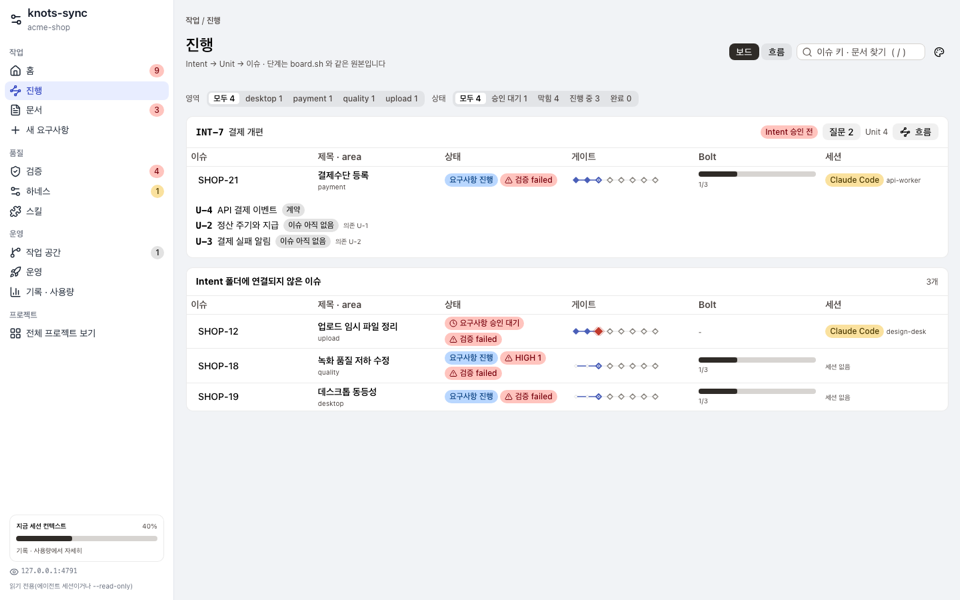 knots-sync
acme-shop
작업
홈 9
진행
문서 3
새 요구사항
품질
검증 4
하네스 1
스킬
운영
작업 공간 1
운영
기록 · 사용량
프로젝트
전체 프로젝트 보기
지금 세션 컨텍스트 40%
기록 · 사용량에서 자세히
127.0.0.1:4791
읽기 전용(에이전트 세션이거나 --read-only)
작업 / 진행
진행
Intent → Unit → 이슈 · 단계는 board.sh 와 같은 원본입니다
보드 흐름 이슈 키 · 문서 찾기 ( / )
영역 모두 4 desktop 1 payment 1 quality 1 upload 1 상태 모두 4 승인 대기 1 막힘 4 진행 중 3 완료 0
INT-7 결제 개편 Intent 승인 전 질문 2 Unit 4 흐름
이슈 제목 · area 상태 게이트 Bolt 세션
SHOP-21 결제수단 등록 요구사항 진행 검증 failed Claude Code api-worker
payment 1/3
U-4 API 결제 이벤트 계약
U-2 정산 주기와 지급 이슈 아직 없음 의존 U-1
U-3 결제 실패 알림 이슈 아직 없음 의존 U-2
Intent 폴더에 연결되지 않은 이슈 3개
이슈 제목 · area 상태 게이트 Bolt 세션
SHOP-12 업로드 임시 파일 정리 요구사항 승인 대기 - Claude Code design-desk
upload 검증 failed
SHOP-18 녹화 품질 저하 수정 요구사항 진행 HIGH 1 세션 없음
quality 검증 failed 1/3
SHOP-19 데스크톱 동등성 요구사항 진행 검증 failed 세션 없음
desktop 1/3